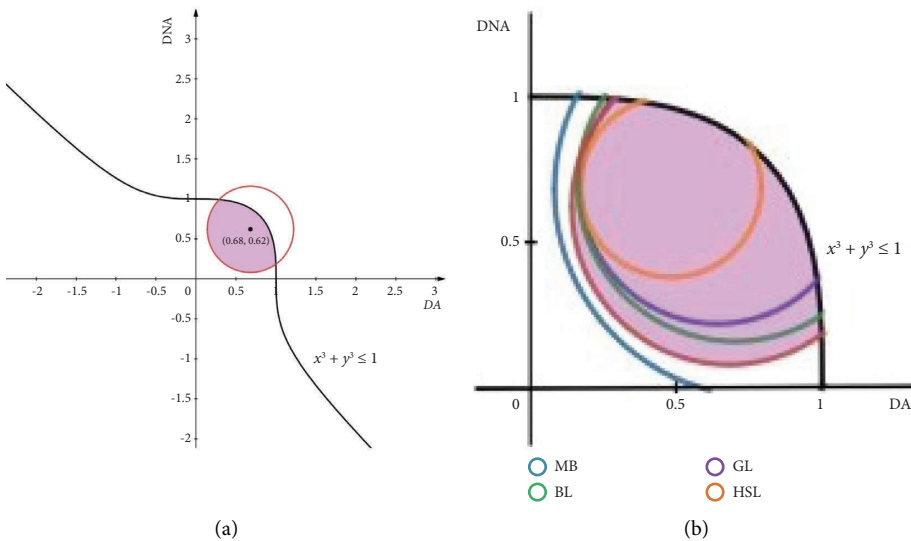 DNA
3
2.5
2
1.5
1
0.5
(0.68, 0.62)
-2 -1.5 -1 -0.5 0 0.5 1 1.5 2 2.5 3
DA
-0.5
-1
x³ + y³ ≤ 1
-1.5
-2
(a)
DNA
1
0.5
x³ + y³ ≤ 1
0 0.5 1 DA
MB GL
BL HSL
(b)